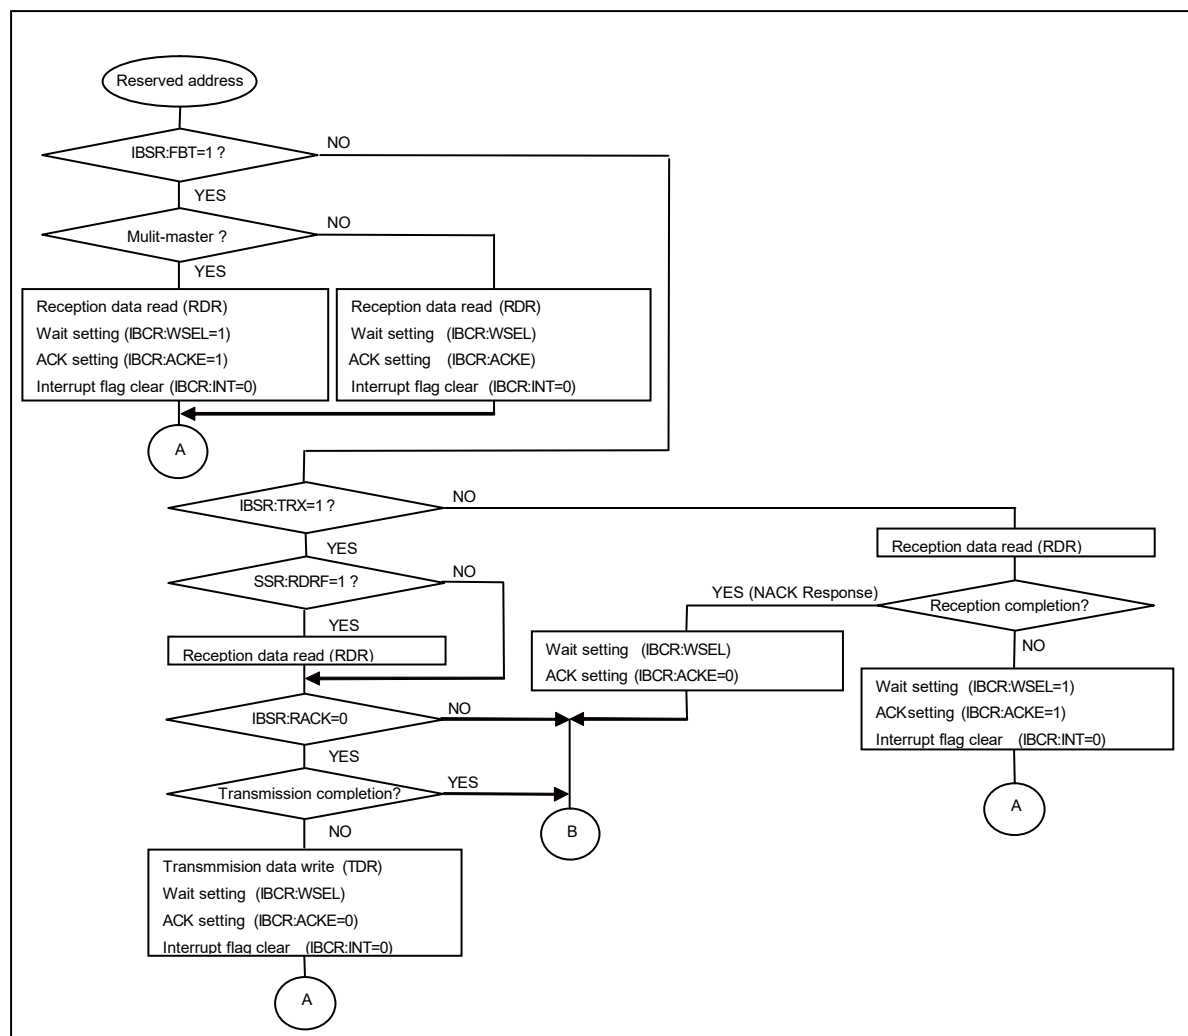 Reserved address
IBSR:FBT=1 ?
NO
YES
Mulit-master ?
NO
YES
Reception data read (RDR)
Wait setting (IBCR:WSEL=1)
ACK setting (IBCR:ACKE=1)
Interrupt flag clear (IBCR:INT=0)
Reception data read (RDR)
Wait setting (IBCR:WSEL)
ACK setting (IBCR:ACKE)
Interrupt flag clear (IBCR:INT=0)
A
IBSR:TRX=1 ?
NO
YES
Reception data read (RDR)
SSR:RDRF=1 ?
NO
YES (NACK Response)
Reception completion?
YES
NO
Reception data read (RDR)
Wait setting (IBCR:WSEL)
ACK setting (IBCR:ACKE=0)
Wait setting (IBCR:WSEL=1)
ACK setting (IBCR:ACKE=1)
Interrupt flag clear (IBCR:INT=0)
IBSR:RACK=0
NO
YES
Transmission completion?
YES
A
B
NO
Transmmision data write (TDR)
Wait setting (IBCR:WSEL)
ACK setting (IBCR:ACKE=0)
Interrupt flag clear (IBCR:INT=0)
A